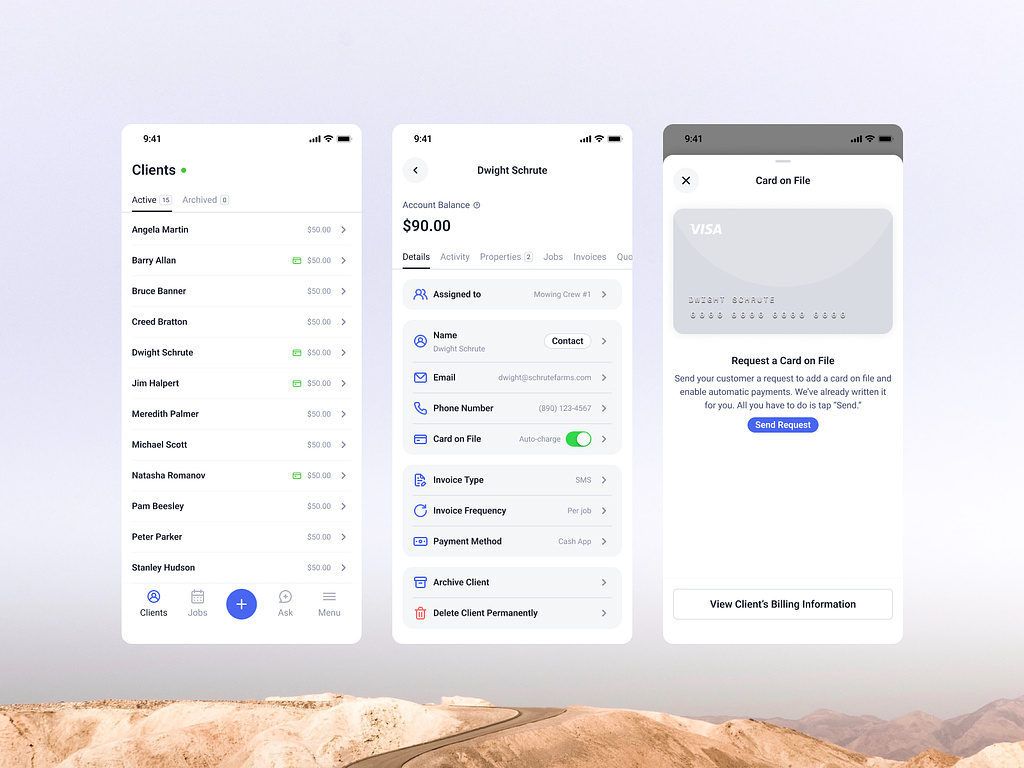 9:41
Clients
Active 15 Archived 0
Angela Martin $50.00
Barry Allan $50.00
Bruce Banner $50.00
Creed Bratton $50.00
Dwight Schrute $50.00
Jim Halpert $50.00
Meredith Palmer $50.00
Michael Scott $50.00
Natasha Romanov $50.00
Pam Beesley $50.00
Peter Parker $50.00
Stanley Hudson $50.00
Clients Jobs Ask Menu
9:41
Dwight Schrute
Account Balance
$90.00
Details Activity Properties 2 Jobs Invoices Quo
Assigned to Mowing Crew #1
Name
Dwight Schrute
Contact
Email dwight@schrutefarms.com
Phone Number (890) 123-4567
Card on File Auto-charge
Invoice Type SMS
Invoice Frequency Per job
Payment Method Cash App
Archive Client
Delete Client Permanently
9:41
Card on File
VISA
DWIGHT SCHRUTE
Request a Card on File
Send your customer a request to add a card on file and
enable automatic payments. We've already written it
for you. All you have to do is tap “Send.”
Send Request
View Client's Billing Information